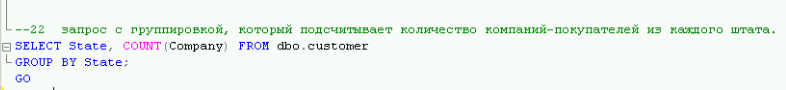 --22  запрос с группировкой, который подсчитывает количество компаний-покупателей из каждого штата.
SELECT State, COUNT(Company) FROM dbo.customer
GROUP BY State;
GO